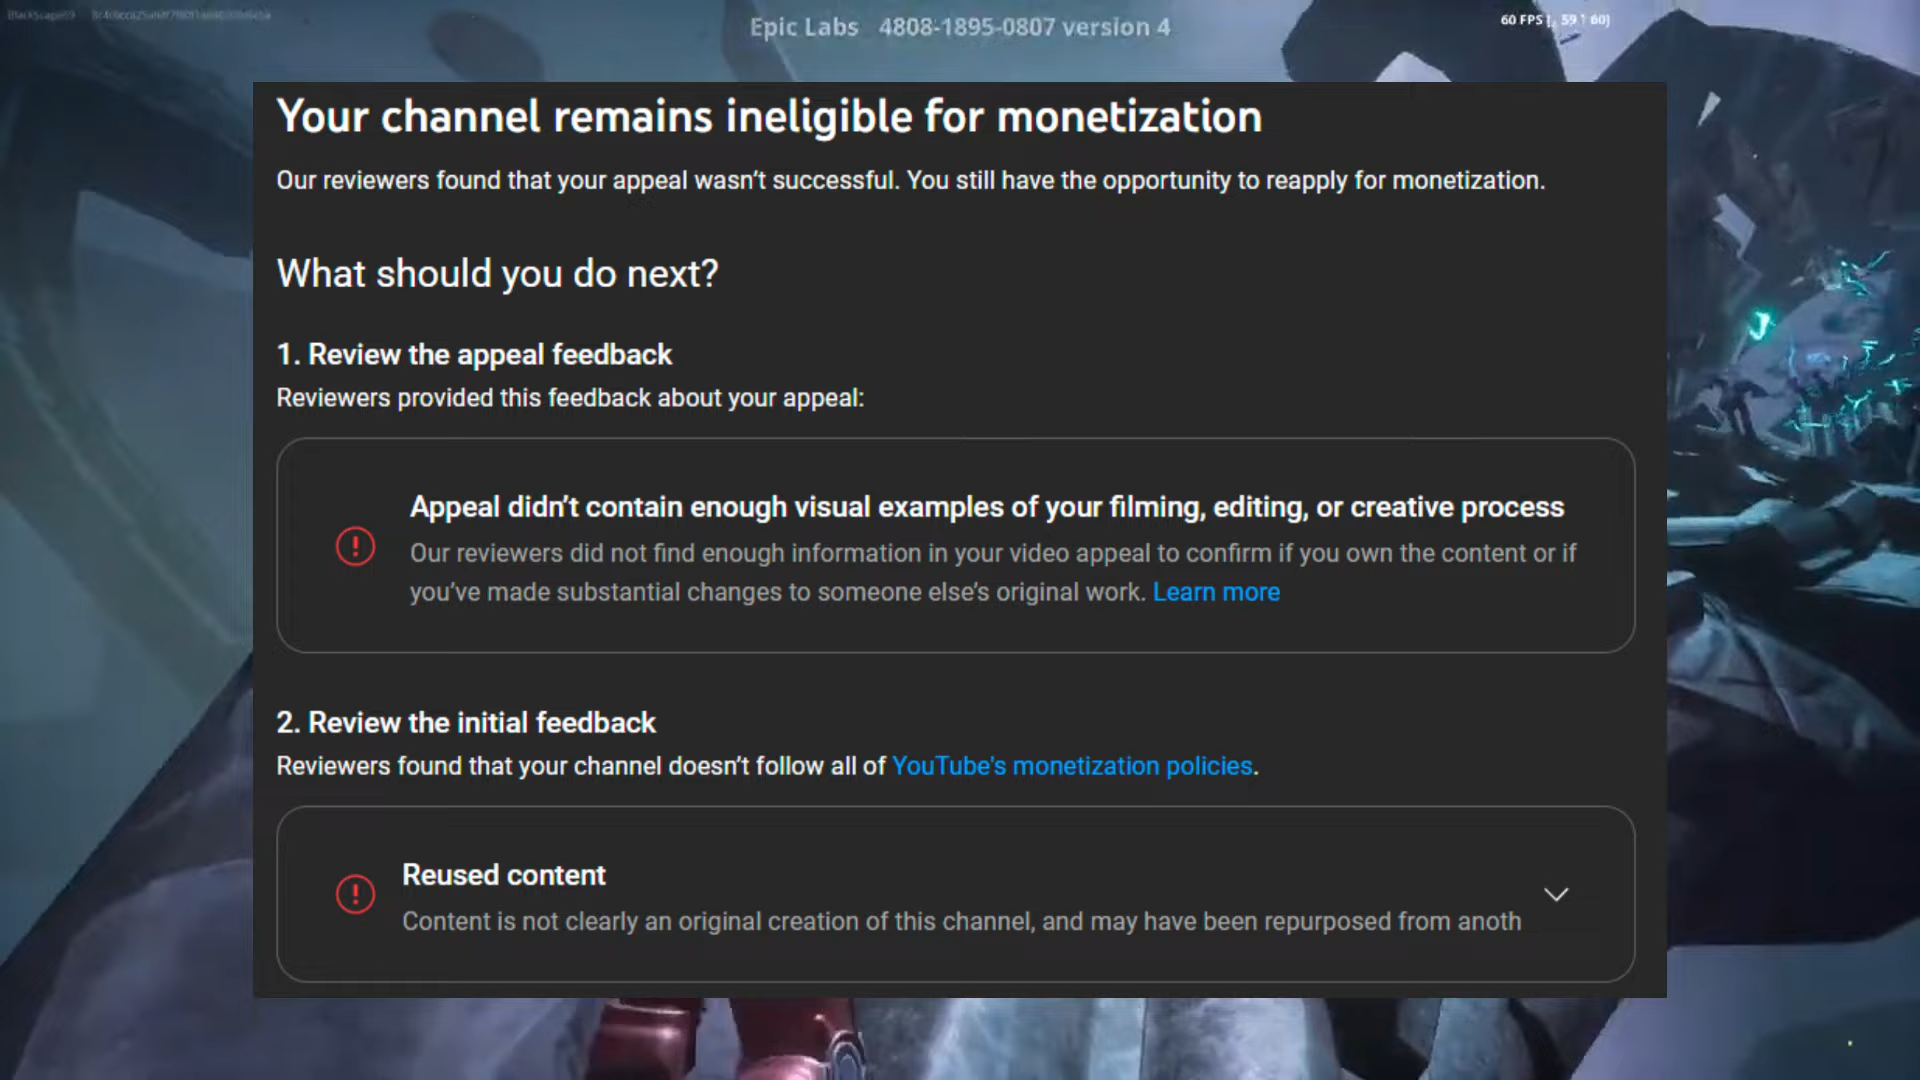 Epic Labs 4808-1895-0807 version 4
Your channel remains ineligible for monetization
Our reviewers found that your appeal wasn’t successful. You still have the opportunity to reapply for monetization.
What should you do next?
1. Review the appeal feedback
Reviewers provided this feedback about your appeal:
Appeal didn’t contain enough visual examples of your filming, editing, or creative process
Our reviewers did not find enough information in your video appeal to confirm if you own the content or if
you’ve made substantial changes to someone else’s original work. Learn more
2. Review the initial feedback
Reviewers found that your channel doesn’t follow all of YouTube's monetization policies.
Reused content
Content is not clearly an original creation of this channel, and may have been repurposed from anoth